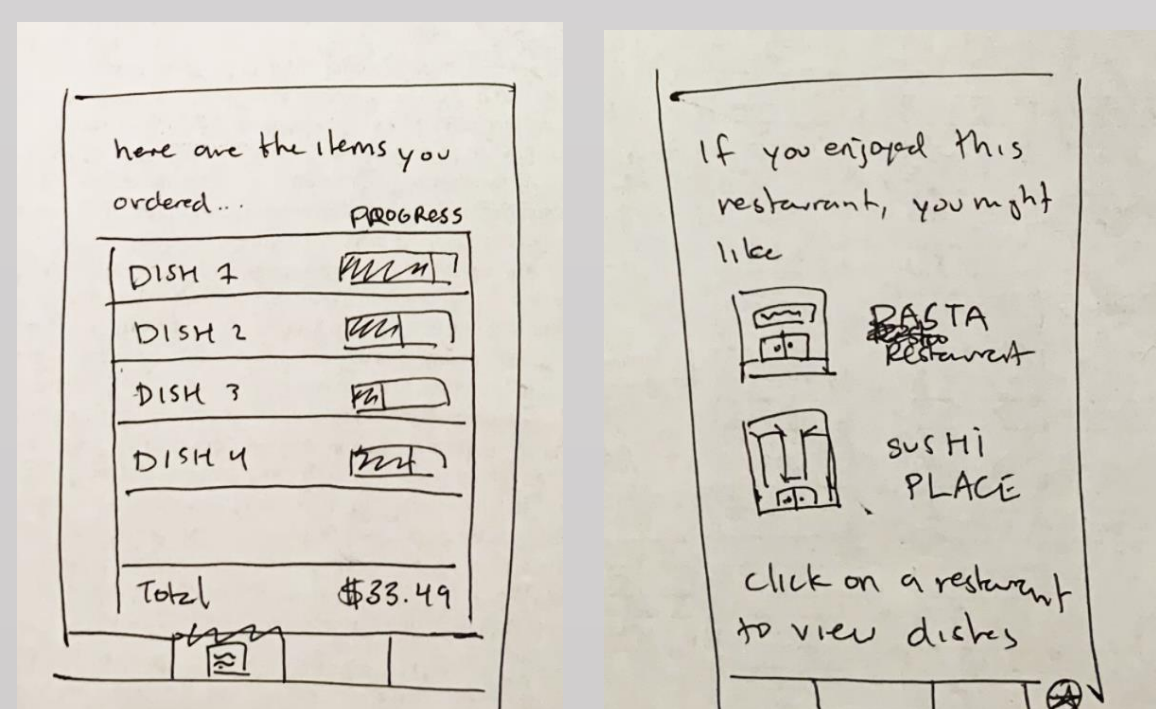 here are the items you
ordered...
PROGRESS
DISH 1
DISH 2
DISH 3
DISH 4
Total $33.49
If you enjoyed this
restaurant, you might
like
PASTA
Restaurant
SUSHI
PLACE
click on a restaurant
to view dishes